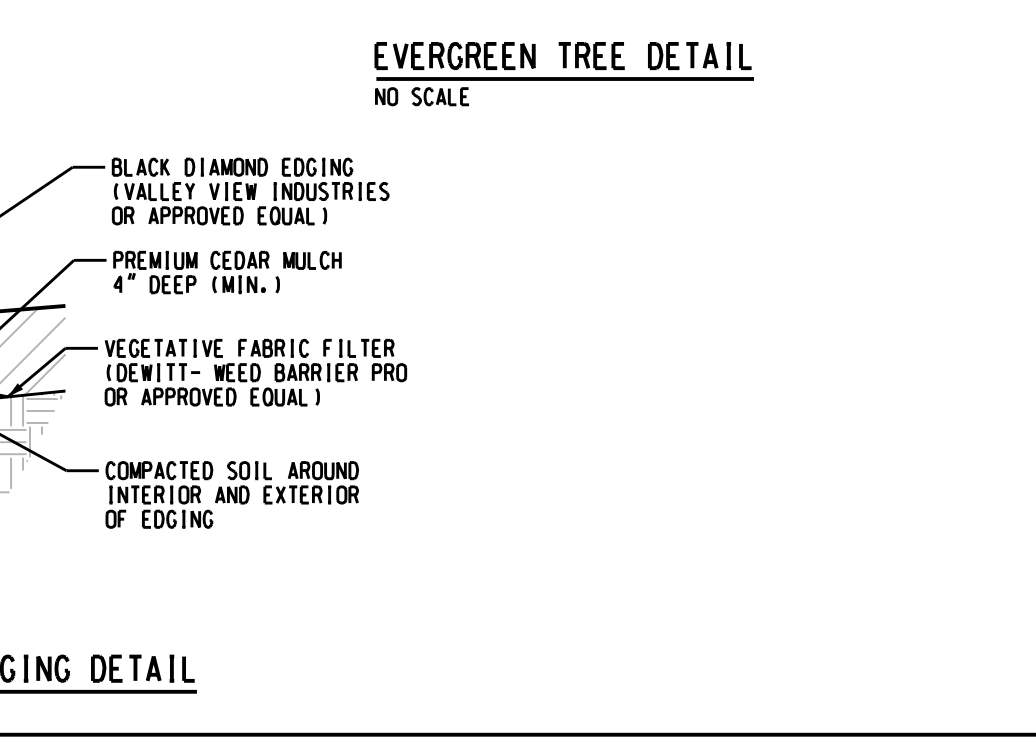 EVERGREEN TREE DETAIL
NO SCALE
BLACK DIAMOND EDGING
(VALLEY VIEW INDUSTRIES
OR APPROVED EQUAL)
PREMIUM CEDAR MULCH
4" DEEP (MIN.)
VEGETATIVE FABRIC FILTER
(DEWITT- WEED BARRIER PRO
OR APPROVED EQUAL)
COMPACTED SOIL AROUND
INTERIOR AND EXTERIOR
OF EDGING
GING DETAIL